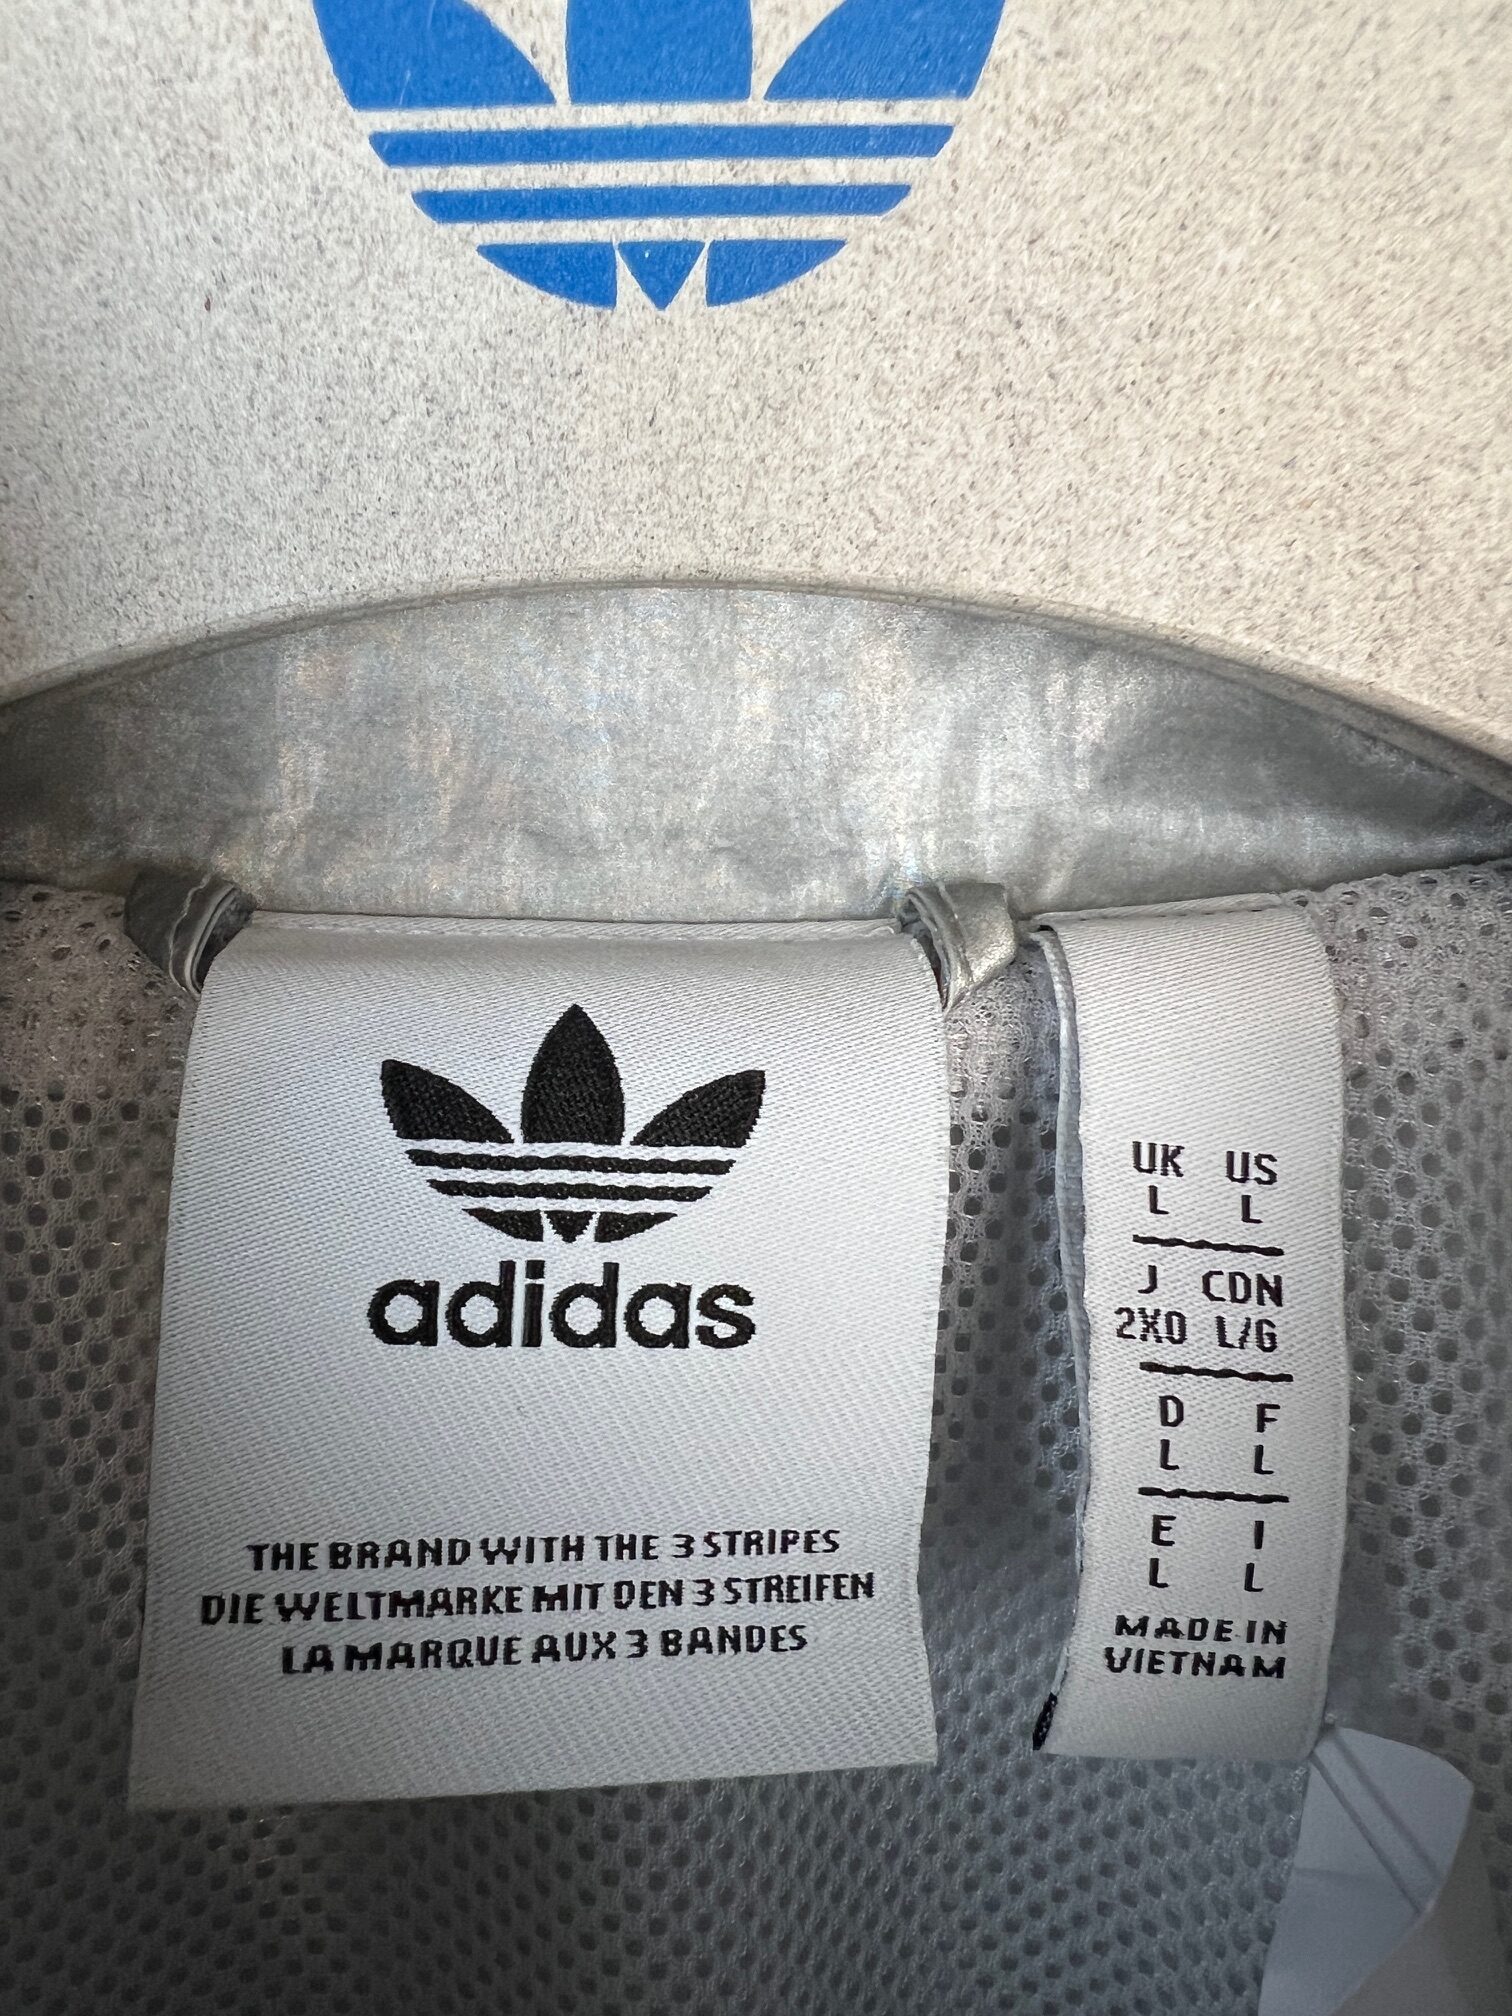 adidas
THE BRAND WITH THE 3 STRIPES
DIE WELTMARKE MIT DEN 3 STREIFEN
LA MARQUE AUX 3 BANDES
UK US
L L
J CDN
2XO L/G
D F
L L
E I
L L
MADE IN
VIETNAM